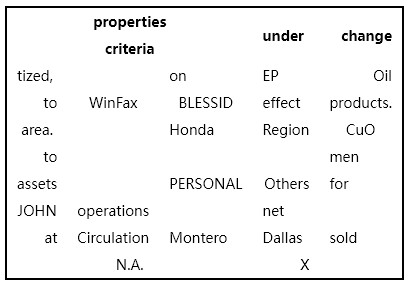 properties
under change
criteria
tized, on EP Oil
to WinFax BLESSID effect products.
area. Honda Region CuO
to men
assets PERSONAL Others for
JOHN operations net
at Circulation Montero Dallas sold
N.A. X